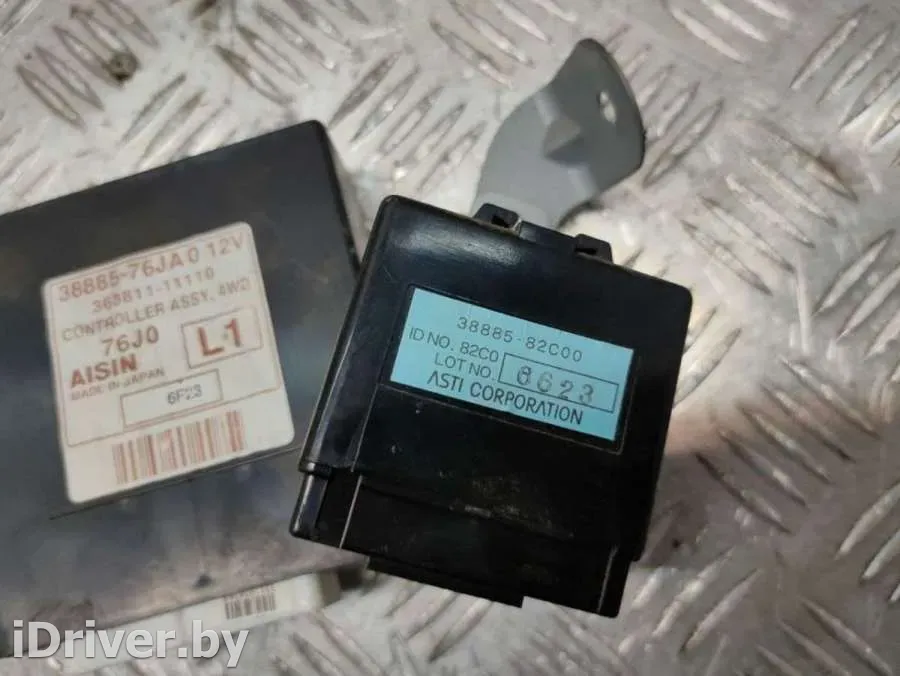 38885-76JA0 12V
368811-11110
CONTROLLER ASSY, 4WD
76J0
L1
AISIN
MADE IN JAPAN
6F23
38885-82C00
ID NO. 82C0
LOT NO. 6623
ASTI CORPORATION
iDriver.by